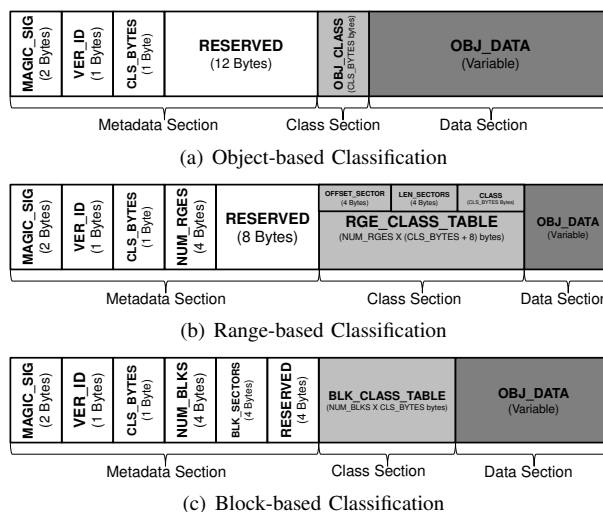 MAGIC_SIG
(2 Bytes)
VER_ID
(1 Bytes)
CLS_BYTES
(1 Byte)
RESERVED
(12 Bytes)
OBJ_CLASS
(CLS_BYTES bytes)
OBJ_DATA
(Variable)
Metadata Section
Class Section
Data Section
(a) Object-based Classification
MAGIC_SIG
(2 Bytes)
VER_ID
(1 Bytes)
CLS_BYTES
(1 Byte)
NUM_RGES
(4 Bytes)
RESERVED
(8 Bytes)
OFFSET_SECTOR
(4 Bytes)
LEN_SECTORS
(4 Bytes)
CLASS
(CLS_BYTES Bytes)
RGE_CLASS_TABLE
(NUM_RGES X (CLS_BYTES + 8) bytes)
OBJ_DATA
(Variable)
Metadata Section
Class Section
Data Section
(b) Range-based Classification
MAGIC_SIG
(2 Bytes)
VER_ID
(1 Bytes)
CLS_BYTES
(1 Byte)
NUM_BLKS
(4 Bytes)
BLK_SECTORS
(4 Bytes)
RESERVED
(4 Bytes)
BLK_CLASS_TABLE
(NUM_BLKS X CLS_BYTES bytes)
OBJ_DATA
(Variable)
Metadata Section
Class Section
Data Section
(c) Block-based Classification